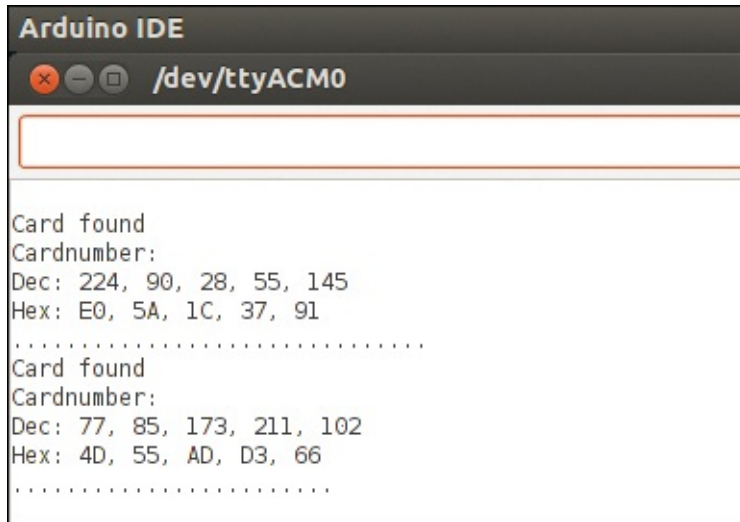 Arduino IDE
/dev/ttyACM0
Card found
Cardnumber:
Dec: 224, 90, 28, 55, 145
Hex: E0, 5A, 1C, 37, 91
...............................
Card found
Cardnumber:
Dec: 77, 85, 173, 211, 102
Hex: 4D, 55, AD, D3, 66
........................